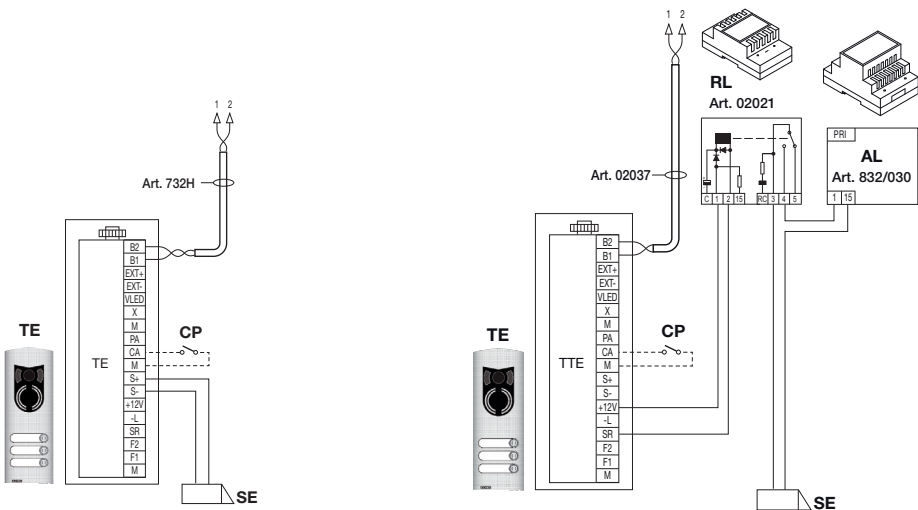 1 2
Art. 732H
TE
B2
B1
EXT+
EXT-
VLED
X
M
PA
CA
M
S+
S-
+12V
-L
SR
F2
F1
M
TE
CP
SE
1 2
Art. 02037
RL
Art. 02021
C 1 2 15 RC 3 4 5
PRI
AL
Art. 832/030
1 15
TE
B2
B1
EXT+
EXT-
VLED
X
M
PA
CA
M
S+
S-
+12V
-L
SR
F2
F1
M
TTE
CP
SE